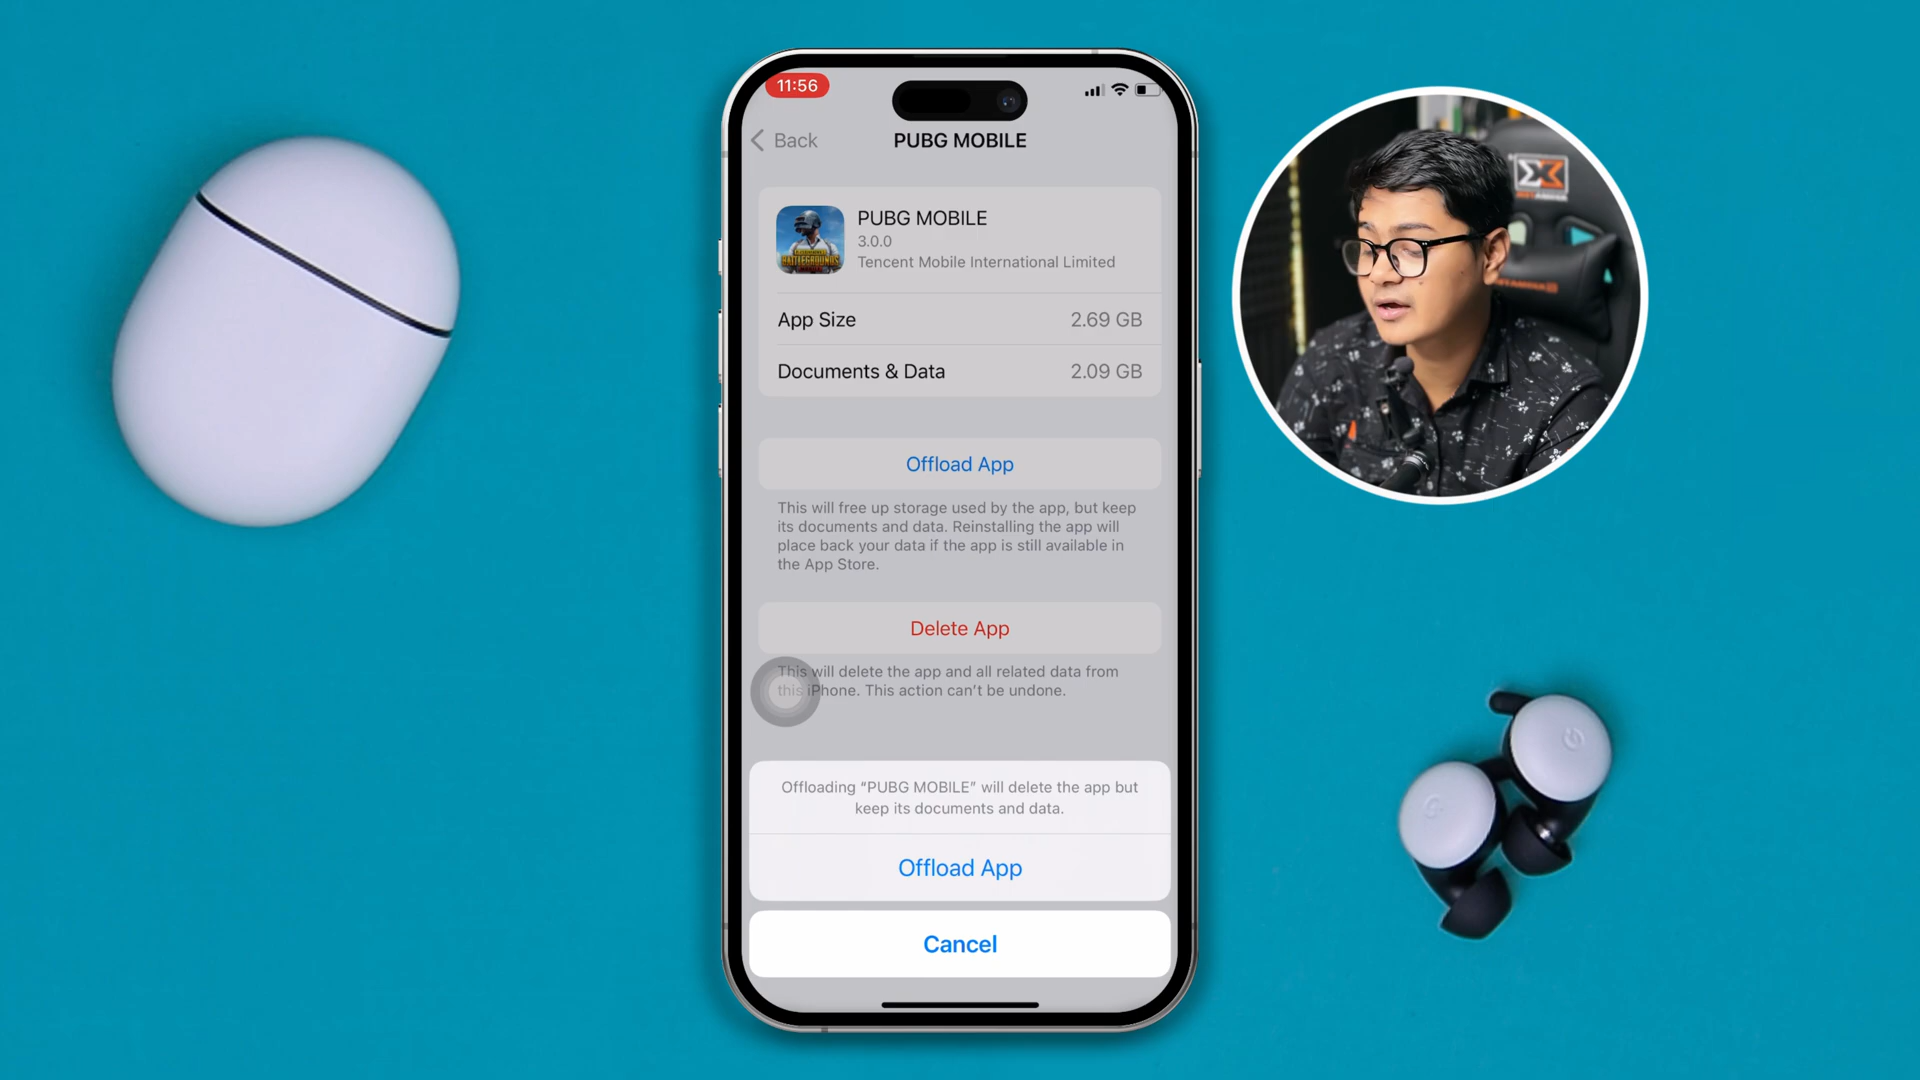 11:56
Back
PUBG MOBILE
PUBG MOBILE
3.0.0
Tencent Mobile International Limited
App Size
2.69 GB
Documents & Data
2.09 GB
Offload App
This will free up storage used by the app, but keep
its documents and data. Reinstalling the app will
place back your data if the app is still available in
the App Store.
Delete App
This will delete the app and all related data from
this iPhone. This action can’t be undone.
Offloading “PUBG MOBILE” will delete the app but
keep its documents and data.
Offload App
Cancel